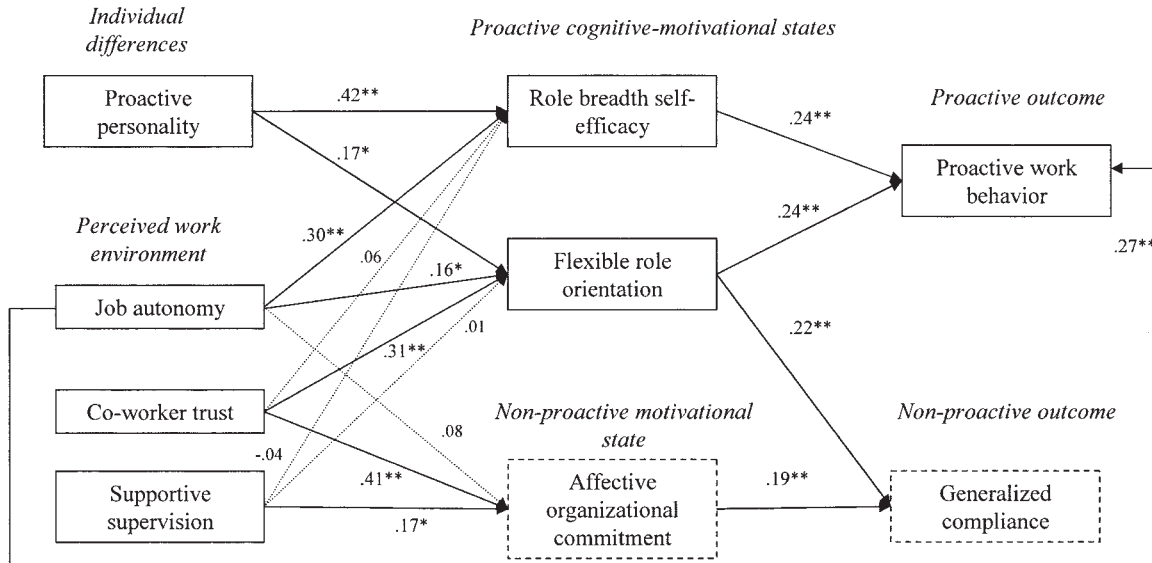 Individual
differences
Proactive cognitive-motivational states
Proactive
personality
.42**
Role breadth self-
efficacy
Proactive outcome
.24**
.17*
Proactive work
behavior
Perceived work
environment
.30**
.06
.24**
.27**
.16*
Flexible role
orientation
Job autonomy
.01
.31**
.22**
Co-worker trust
Non-proactive motivational
state
Non-proactive outcome
.08
-.04
.41**
.19**
Supportive
supervision
Affective
organizational
commitment
Generalized
compliance
.17*